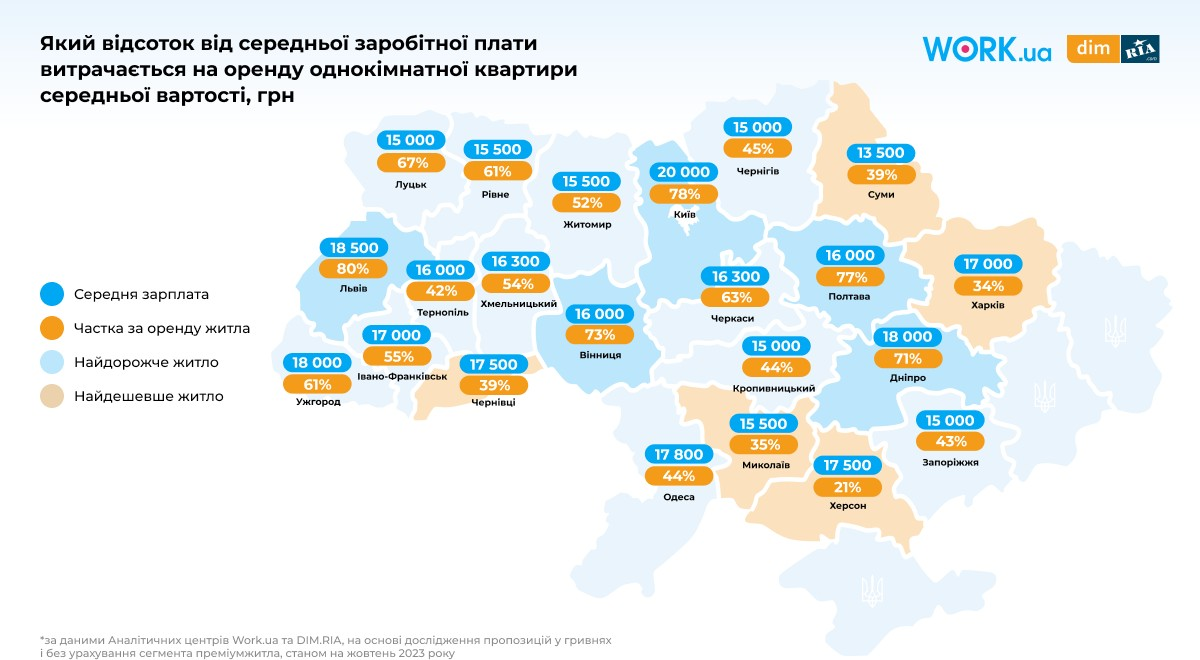 Який відсоток від середньої заробітної плати
витрачається на оренду однокімнатної квартири
середньої вартості, грн
WORK.ua
dim RIA.com
15 000
67%
Луцьк
15 500
61%
Рівне
15 500
52%
Житомир
20 000
78%
Київ
15 000
45%
Чернігів
13 500
39%
Суми
18 500
80%
Львів
16 000
42%
Тернопіль
16 300
54%
Хмельницький
16 000
73%
Вінниця
16 300
63%
Черкаси
16 000
77%
Полтава
17 000
34%
Харків
Середня зарплата
Частка за оренду житла
Найдорожче житло
Найдешевше житло
18 000
61%
Ужгород
17 000
55%
Івано-Франківськ
17 500
39%
Чернівці
15 000
44%
Кропивницький
18 000
71%
Дніпро
17 800
44%
Одеса
15 500
35%
Миколаїв
17 500
21%
Херсон
15 000
43%
Запоріжжя
*за даними Аналітичних центрів Work.ua та DIM.RIA, на основі дослідження пропозицій у гривнях
і без урахування сегмента преміумжитла, станом на жовтень 2023 року